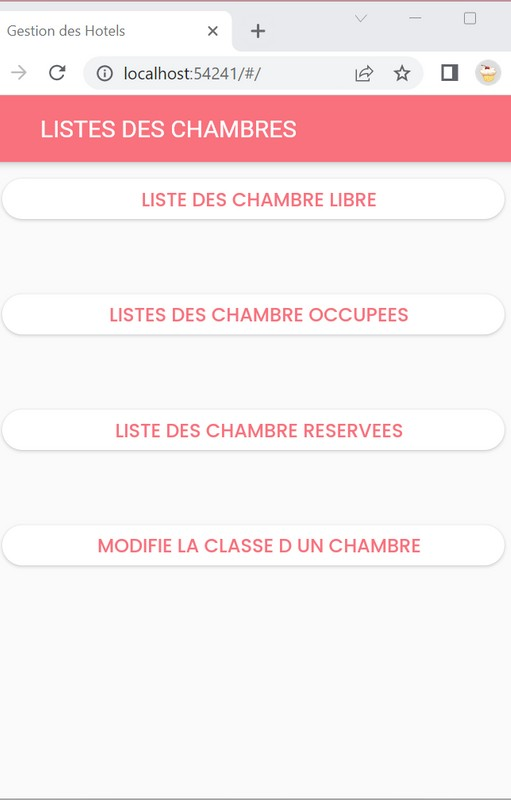 Gestion des Hotels
localhost:54241/#/
LISTES DES CHAMBRES
LISTE DES CHAMBRE LIBRE
LISTES DES CHAMBRE OCCUPEES
LISTE DES CHAMBRE RESERVEES
MODIFIE LA CLASSE D UN CHAMBRE